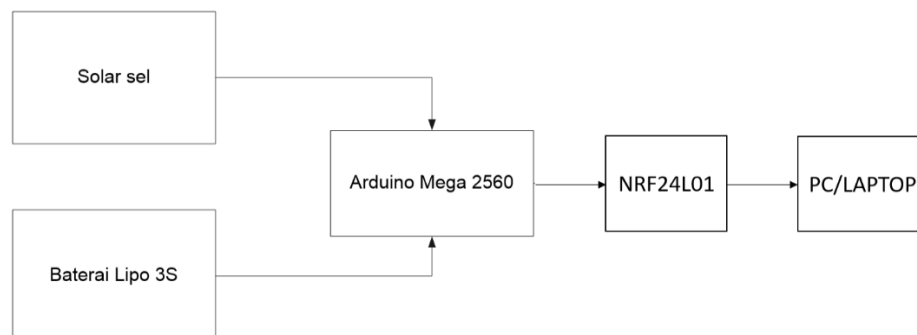 Solar sel
Arduino Mega 2560
NRF24L01
PC/LAPTOP
Baterai Lipo 3S